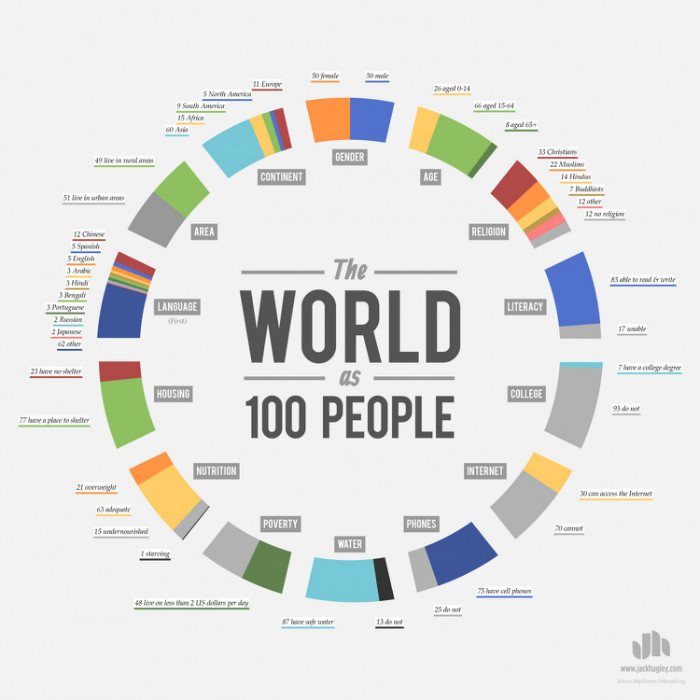 The
WORLD
as
100 PEOPLE
50 female
50 male
GENDER
26 aged 0-14
66 aged 15-64
8 aged 65+
AGE
33 Christians
22 Muslims
14 Hindus
7 Buddhists
12 other
12 no religion
RELIGION
83 able to read & write
17 unable
LITERACY
7 have a college degree
93 do not
COLLEGE
30 can access the Internet
70 cannot
INTERNET
75 have cell phones
25 do not
PHONES
87 have safe water
13 do not
WATER
48 live on less than 2 US dollars per day
POVERTY
21 overweight
63 adequate
15 undernourished
1 starving
NUTRITION
23 have no shelter
77 have a place to shelter
HOUSING
12 Chinese
5 Spanish
5 English
3 Arabic
3 Hindi
3 Bengali
3 Portuguese
2 Russian
2 Japanese
62 other
LANGUAGE
(First)
49 live in rural areas
51 live in urban areas
AREA
11 Europe
5 North America
9 South America
15 Africa
60 Asia
CONTINENT
www.jackhagley.com
Source: http://www.100people.org